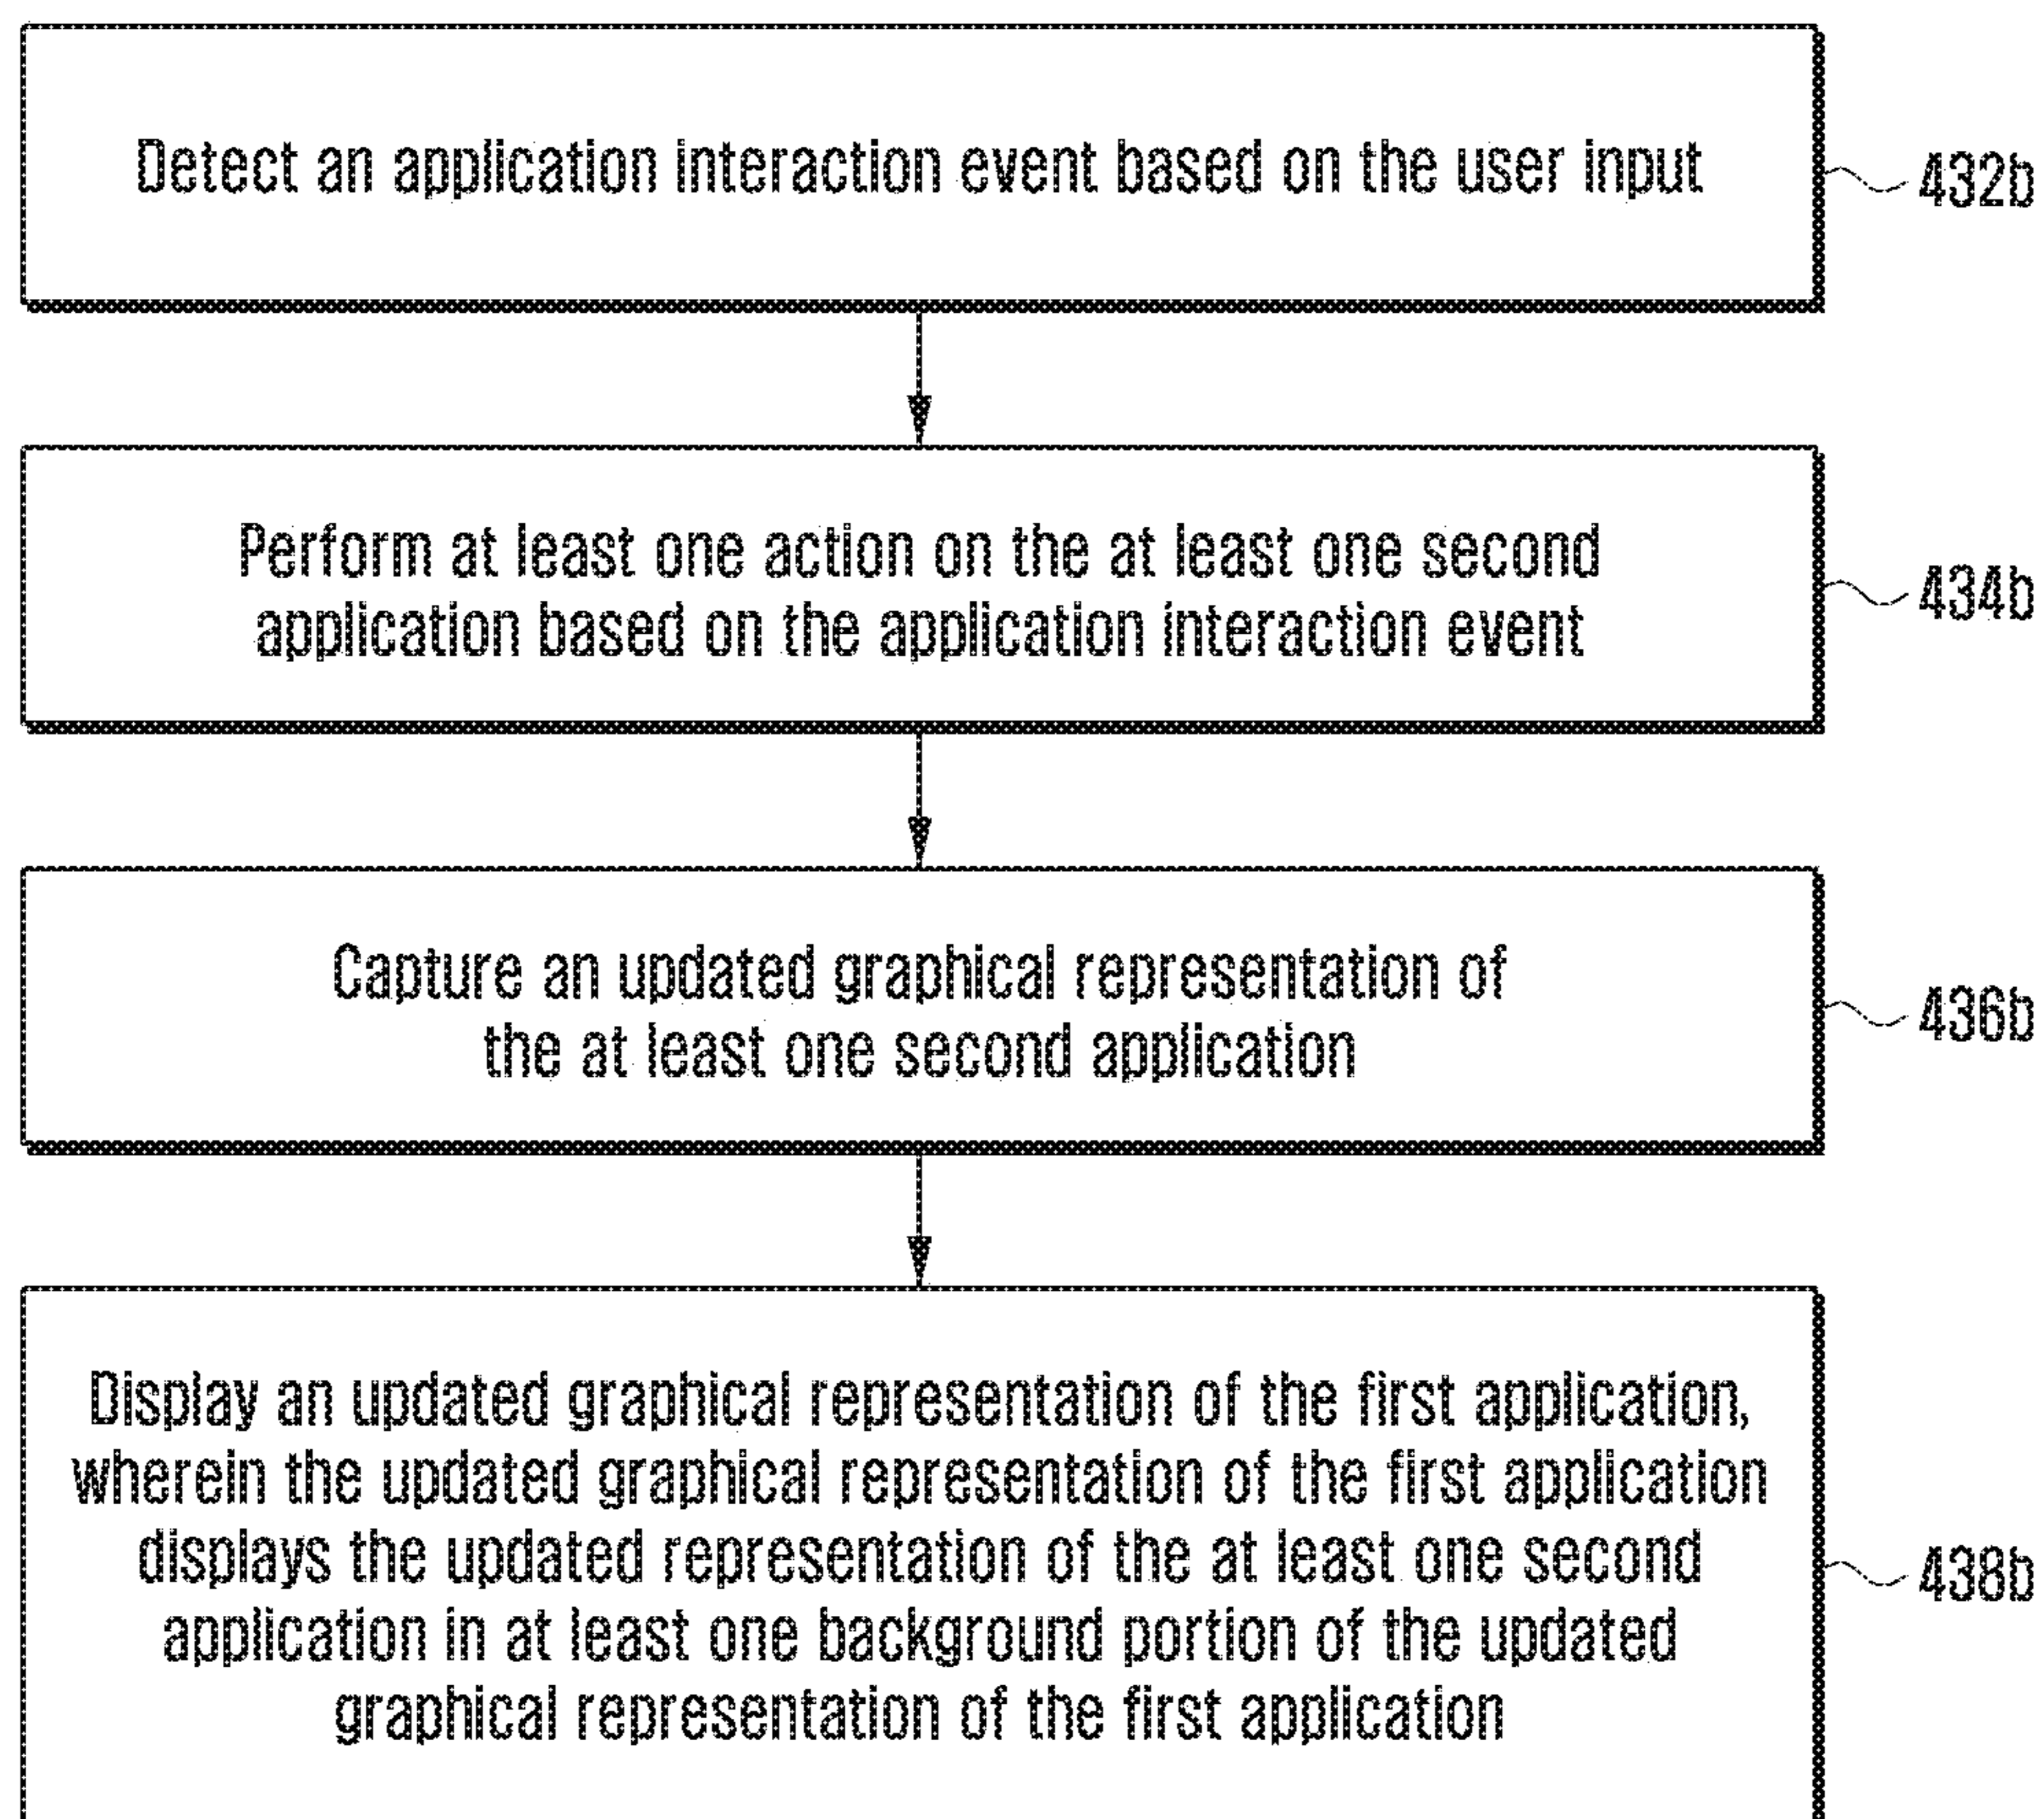 Detect an application interaction event based on the user input
432b
Perform at least one action on the at least one second
application based on the application interaction event
434b
Capture an updated graphical representation of
the at least one second application
436b
Display an updated graphical representation of the first application,
wherein the updated graphical representation of the first application
displays the updated representation of the at least one second
application in at least one background portion of the updated
graphical representation of the first application
438b